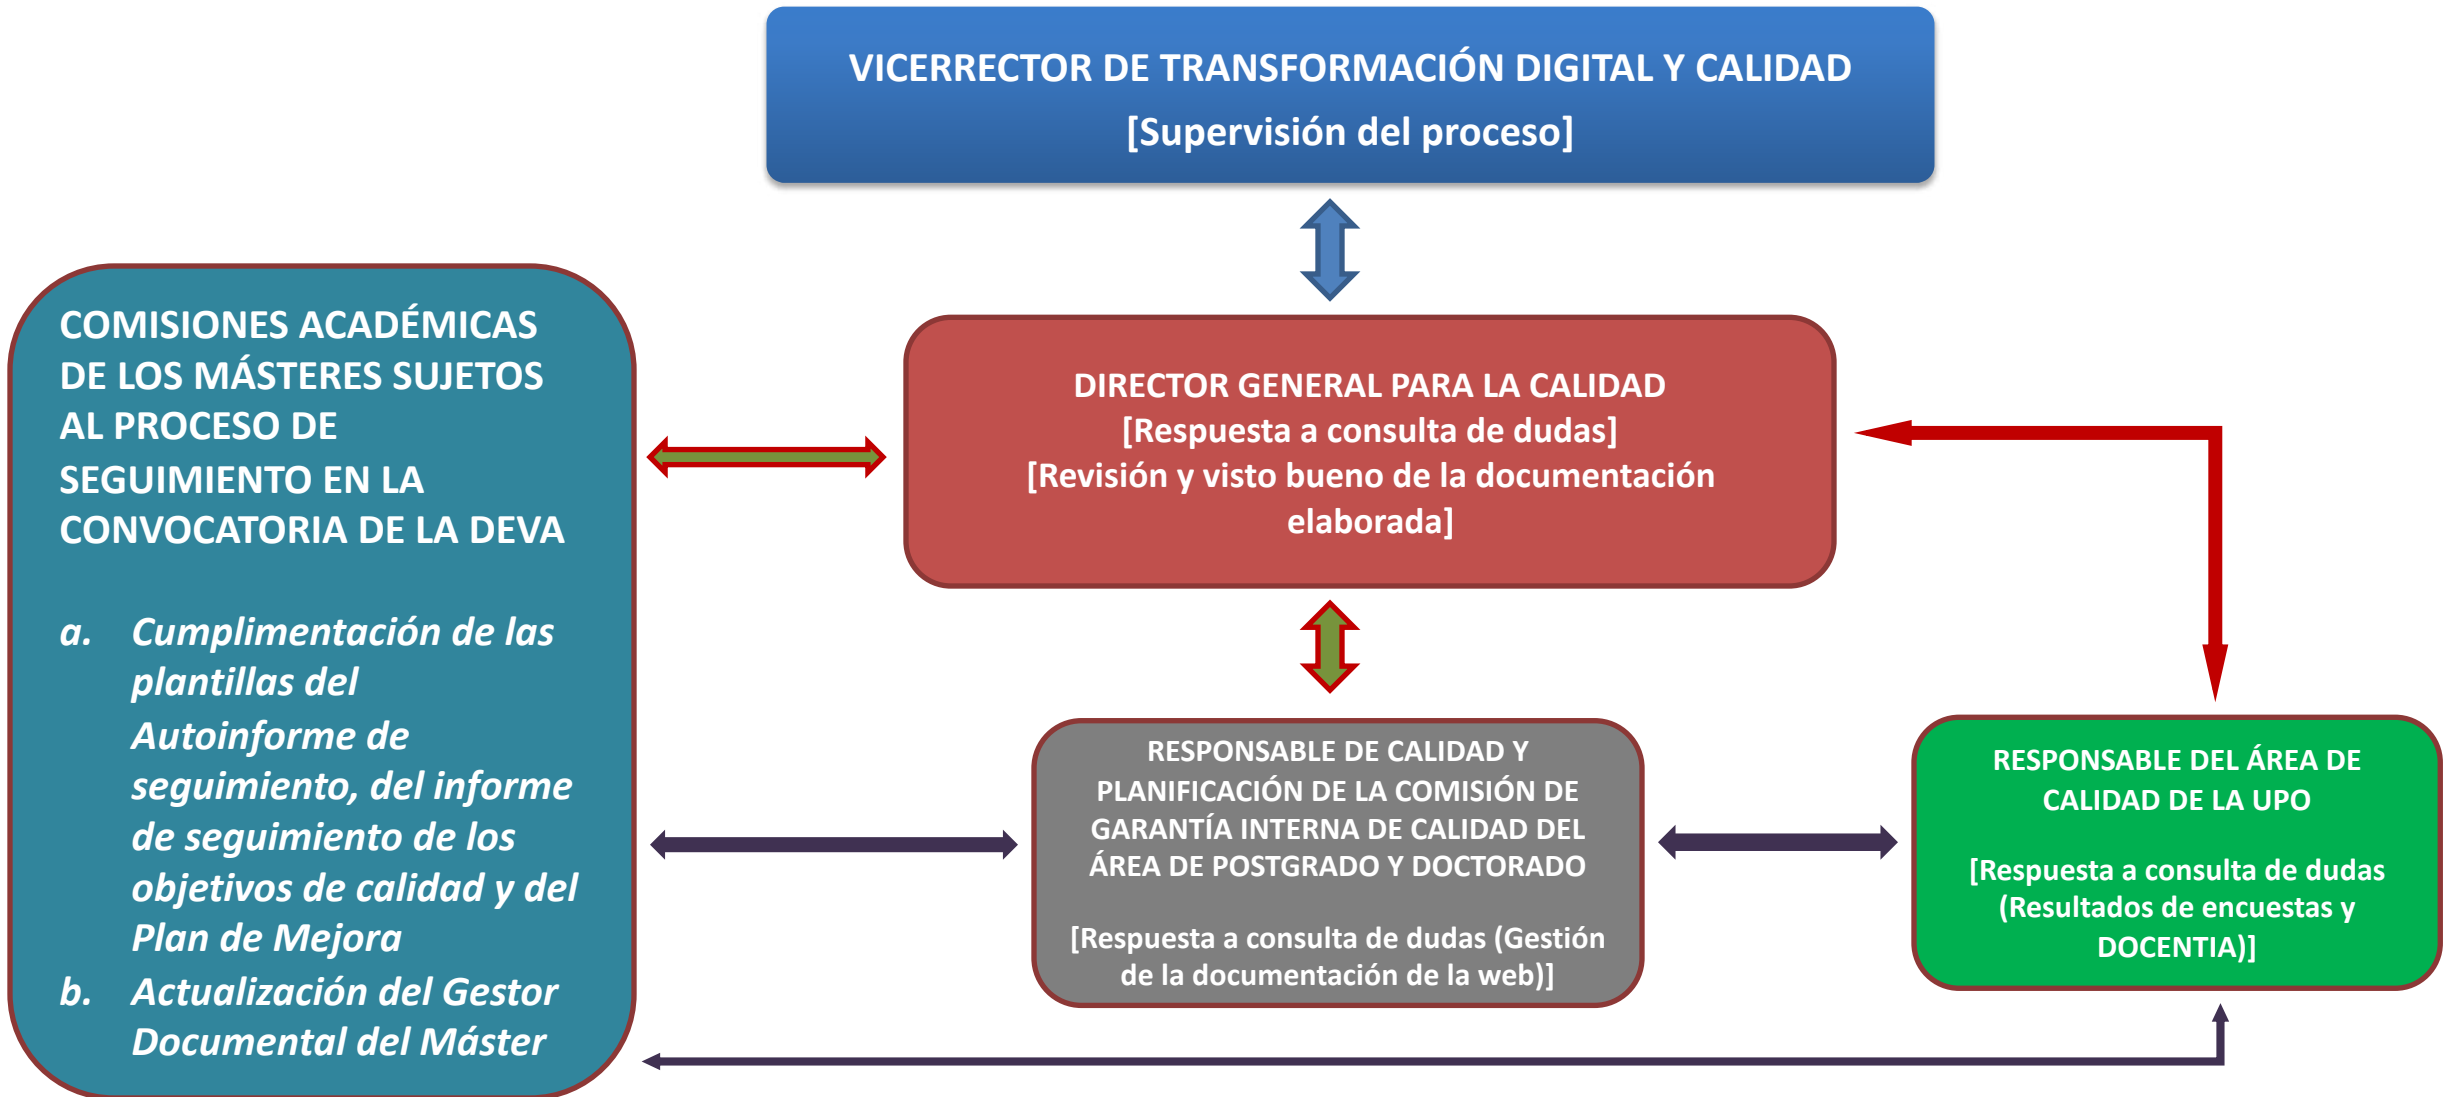 VICERRECTOR DE TRANSFORMACIÓN DIGITAL Y CALIDAD
[Supervisión del proceso]
COMISIONES ACADÉMICAS
DE LOS MÁSTERES SUJETOS
AL PROCESO DE
SEGUIMIENTO EN LA
CONVOCATORIA DE LA DEVA
a. Cumplimentación de las
plantillas del
Autoinforme de
seguimiento, del informe
de seguimiento de los
objetivos de calidad y del
Plan de Mejora
b. Actualización del Gestor
Documental del Máster
DIRECTOR GENERAL PARA LA CALIDAD
[Respuesta a consulta de dudas]
[Revisión y visto bueno de la documentación
elaborada]
RESPONSABLE DE CALIDAD Y
PLANIFICACIÓN DE LA COMISIÓN DE
GARANTÍA INTERNA DE CALIDAD DEL
ÁREA DE POSTGRADO Y DOCTORADO
[Respuesta a consulta de dudas (Gestión
de la documentación de la web)]
RESPONSABLE DEL ÁREA DE
CALIDAD DE LA UPO
[Respuesta a consulta de dudas
(Resultados de encuestas y
DOCENTIA)]